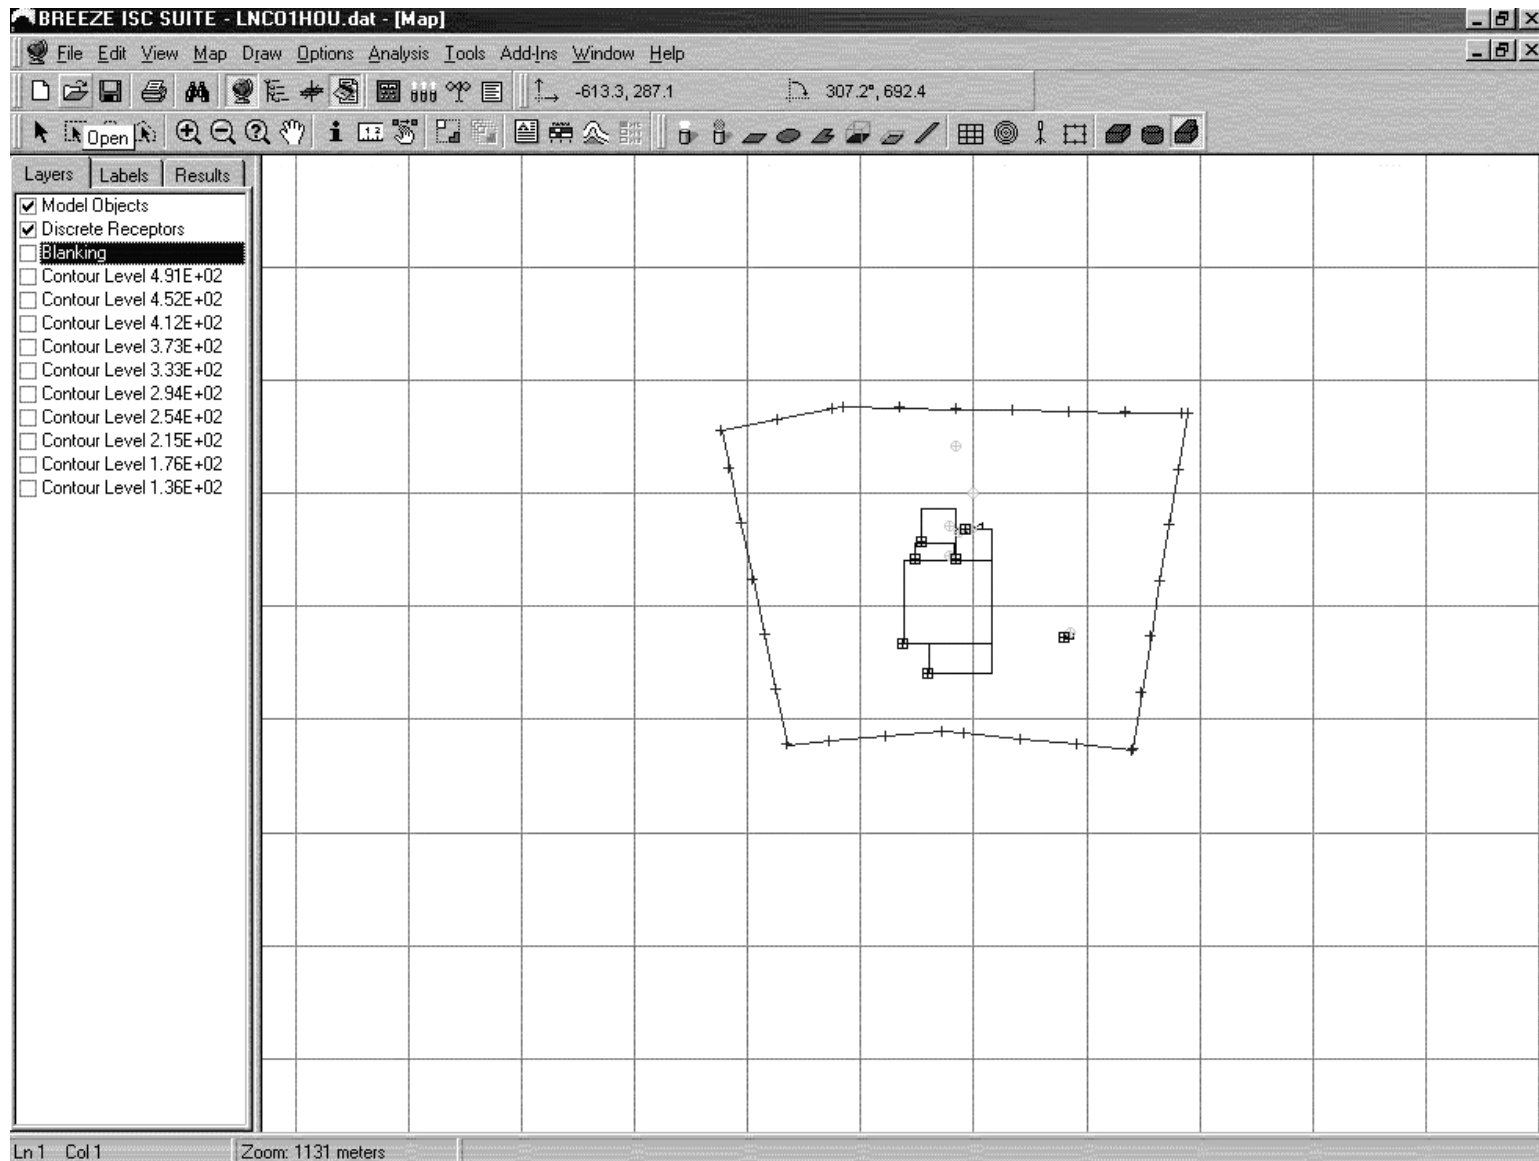 BREEZE ISC SUITE - LNCO1HOU.dat - [Map]
File Edit View Map Draw Options Analysis Tools Add-Ins Window Help
-613.3, 287.1 307.2°, 692.4
Open
Layers Labels Results
Model Objects
Discrete Receptors
Blanking
Contour Level 4.91E+02
Contour Level 4.52E+02
Contour Level 4.12E+02
Contour Level 3.73E+02
Contour Level 3.33E+02
Contour Level 2.94E+02
Contour Level 2.54E+02
Contour Level 2.15E+02
Contour Level 1.76E+02
Contour Level 1.36E+02
Ln 1 Col 1 Zoom: 1131 meters